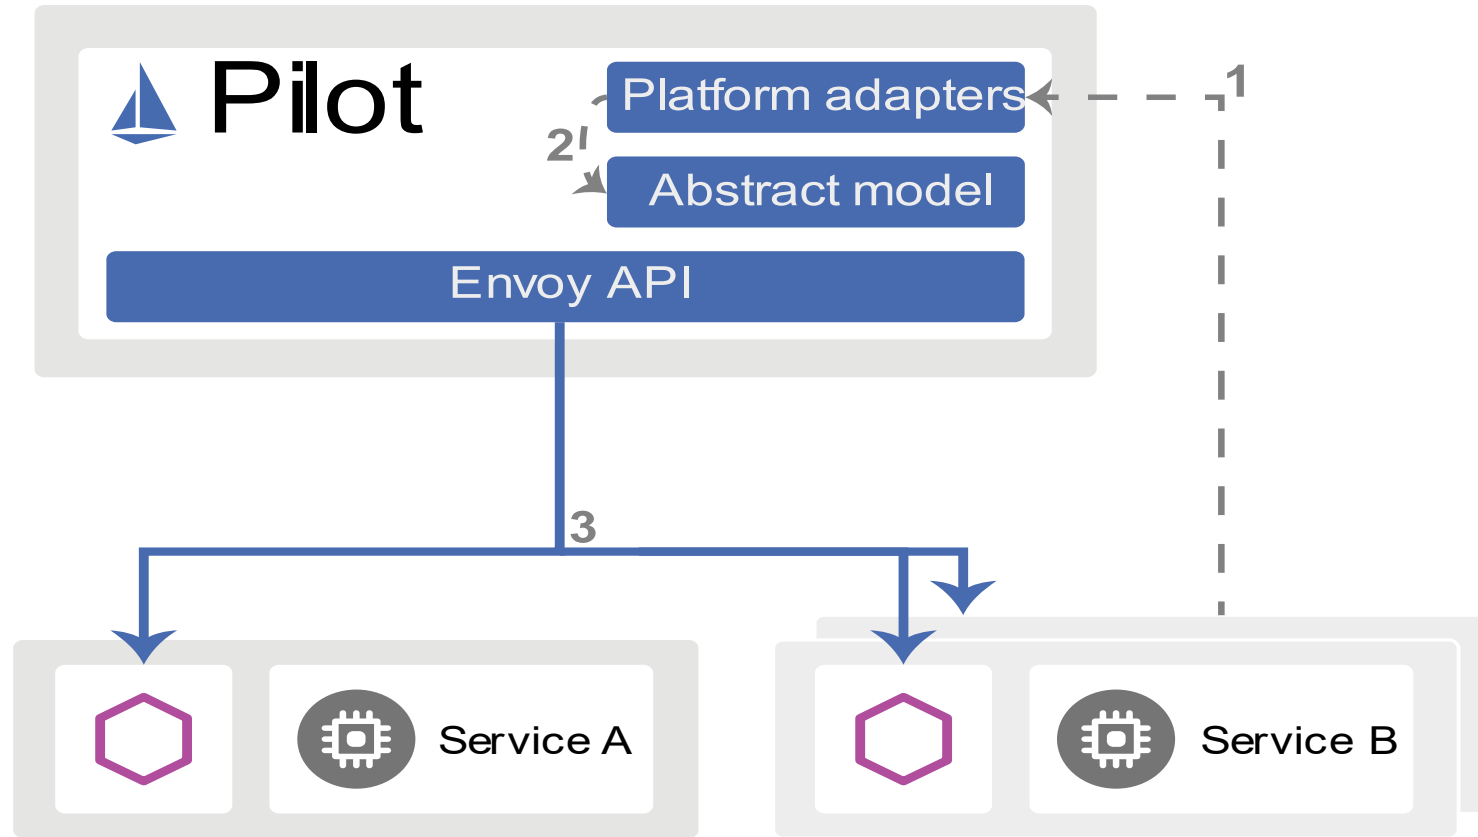 Pilot
Platform adapters
1
2
Abstract model
Envoy API
3
Service A
Service B